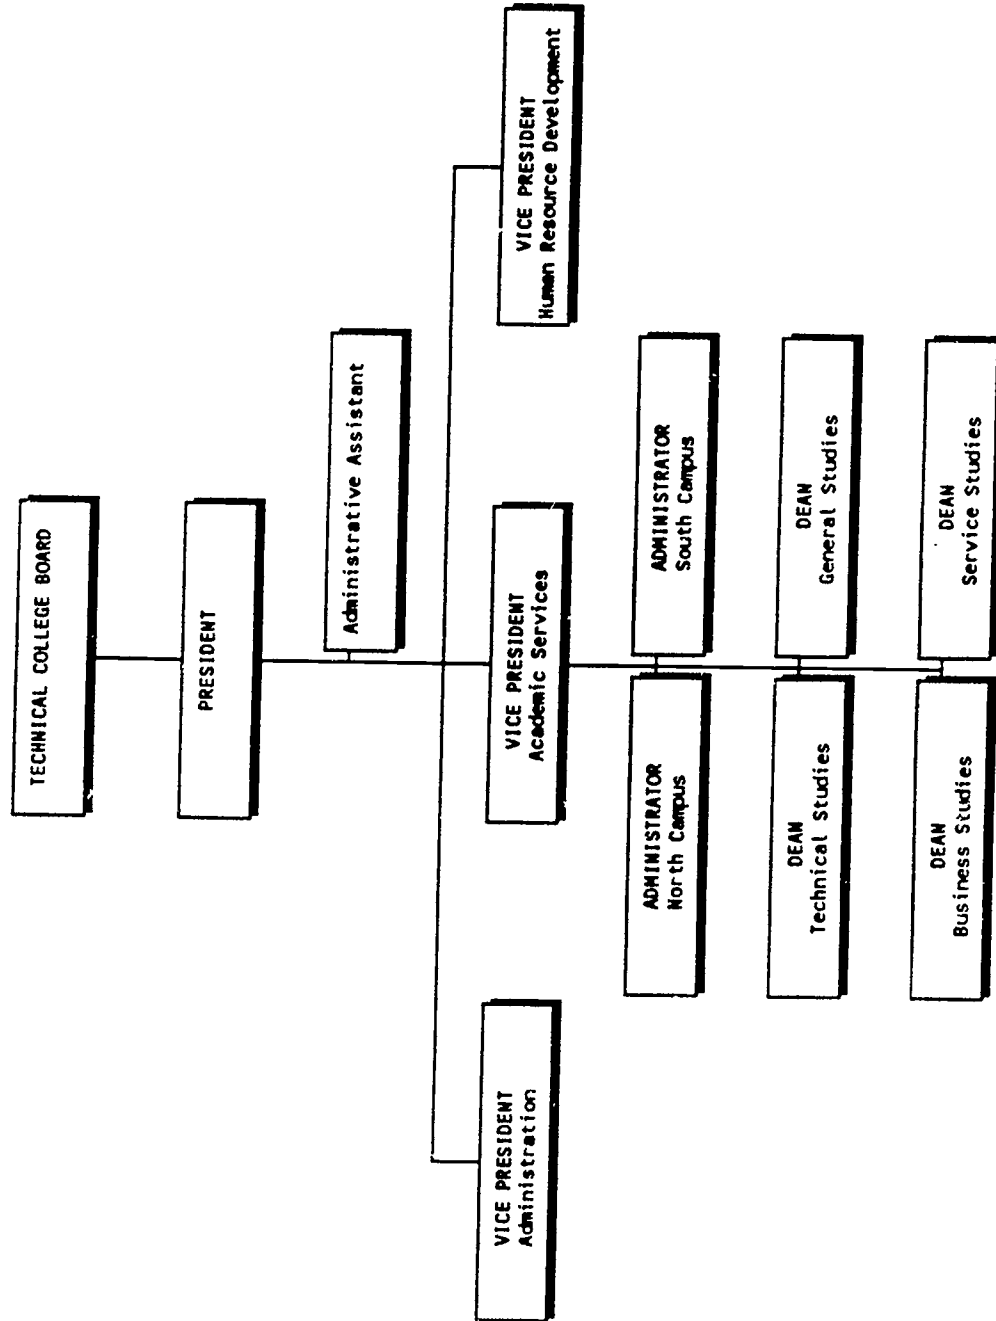 TECHNICAL COLLEGE BOARD
PRESIDENT
Administrative Assistant
VICE PRESIDENT
Administration
VICE PRESIDENT
Academic Services
VICE PRESIDENT
Human Resource Development
ADMINISTRATOR
North Campus
ADMINISTRATOR
South Campus
DEAN
Technical Studies
DEAN
General Studies
DEAN
Business Studies
DEAN
Service Studies